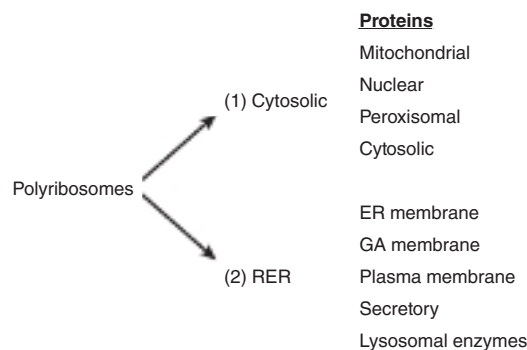 Proteins
Mitochondrial
Nuclear
(1) Cytosolic
Peroxisomal
Cytosolic
Polyribosomes
ER membrane
GA membrane
(2) RER
Plasma membrane
Secretory
Lysosomal enzymes